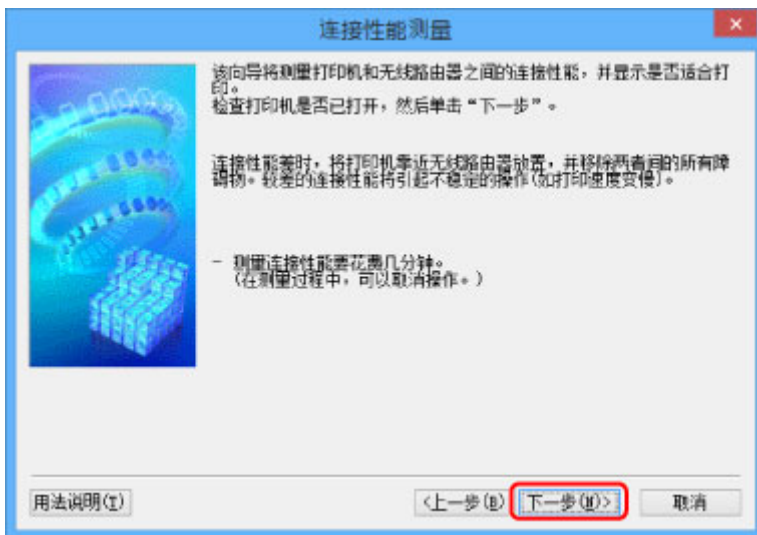 连接性能测量
该向导将测量打印机和无线路由器之间的连接性能，并显示是否适合打
印。
检查打印机是否已打开，然后单击“下一步”。
连接性能差时，将打印机靠近无线路由器放置，并移除两者间的所有障
碍物。较差的连接性能将引起不稳定的操作(如打印速度变慢)。
- 测量连接性能要花费几分钟。
(在测量过程中，可以取消操作。)
用法说明(I) <上一步(B) 下一步(N)> 取消